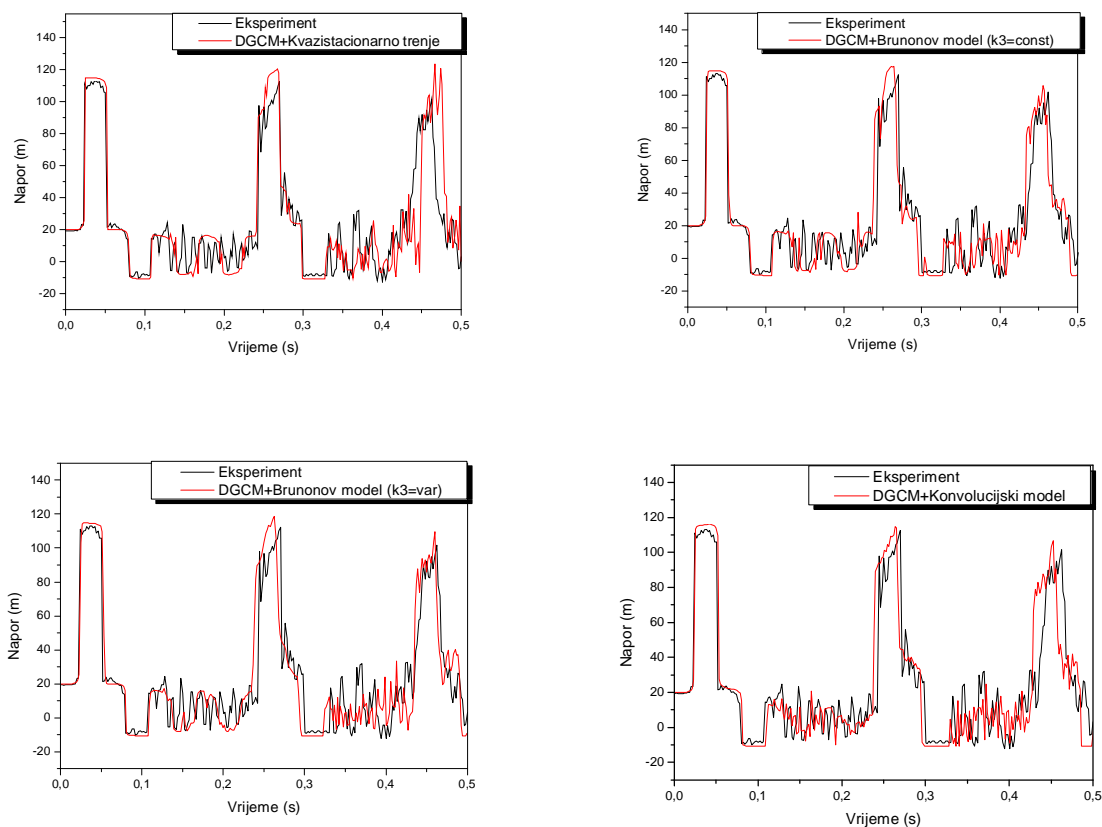 Eksperiment
DGCM+Kvazistacionarno trenje
Napor (m)
140
120
100
80
60
40
20
0
-20
0,0 0,1 0,2 0,3 0,4 0,5
Vrijeme (s)
Eksperiment
DGCM+Brunonov model (k3=const)
Napor (m)
140
120
100
80
60
40
20
0
-20
0,0 0,1 0,2 0,3 0,4 0,5
Vrijeme (s)
Eksperiment
DGCM+Brunonov model (k3=var)
Napor (m)
140
120
100
80
60
40
20
0
-20
0,0 0,1 0,2 0,3 0,4 0,5
Vrijeme (s)
Eksperiment
DGCM+Konvolucijski model
Napor (m)
140
120
100
80
60
40
20
0
-20
0,0 0,1 0,2 0,3 0,4 0,5
Vrijeme (s)